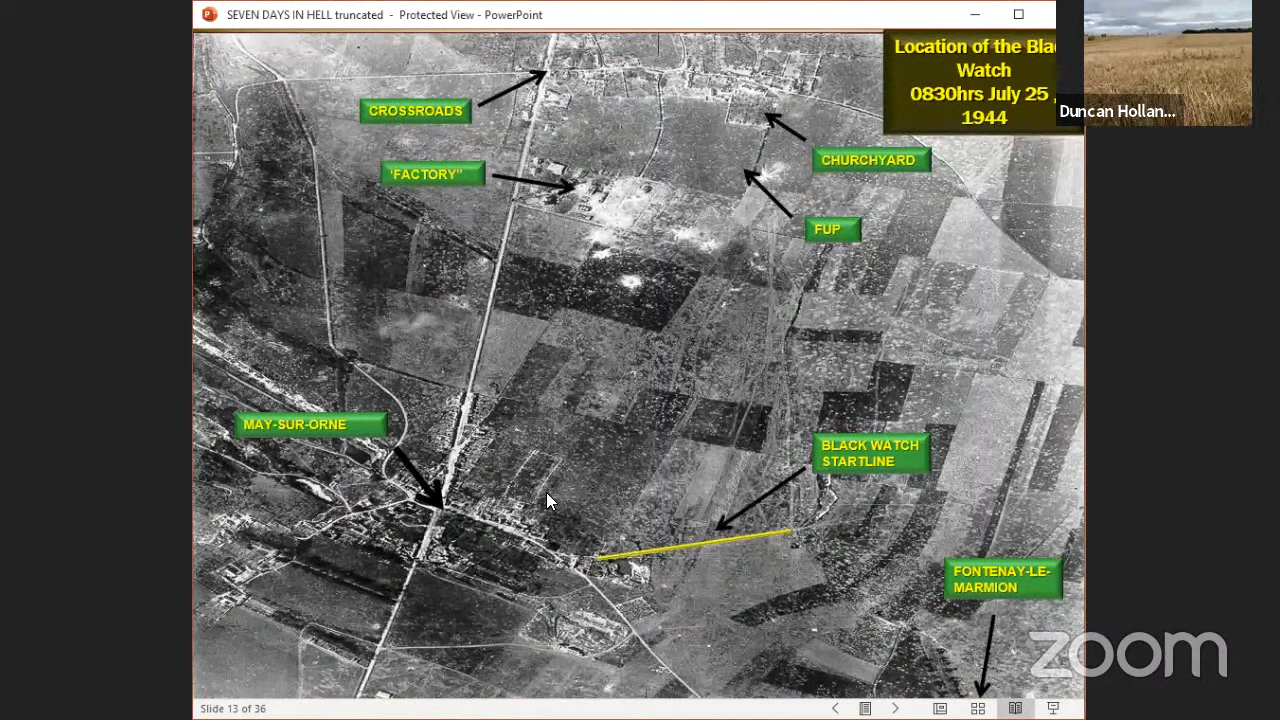 SEVEN DAYS IN HELL truncated - Protected View - PowerPoint
Location of the Bla
Watch
0830hrs July 25 ,
1944
Duncan Hollan...
CROSSROADS
CHURCHYARD
'FACTORY"
FUP
MAY-SUR-ORNE
BLACK WATCH
STARTLINE
FONTENAY-LE-
MARMION
zoom
Slide 13 of 36